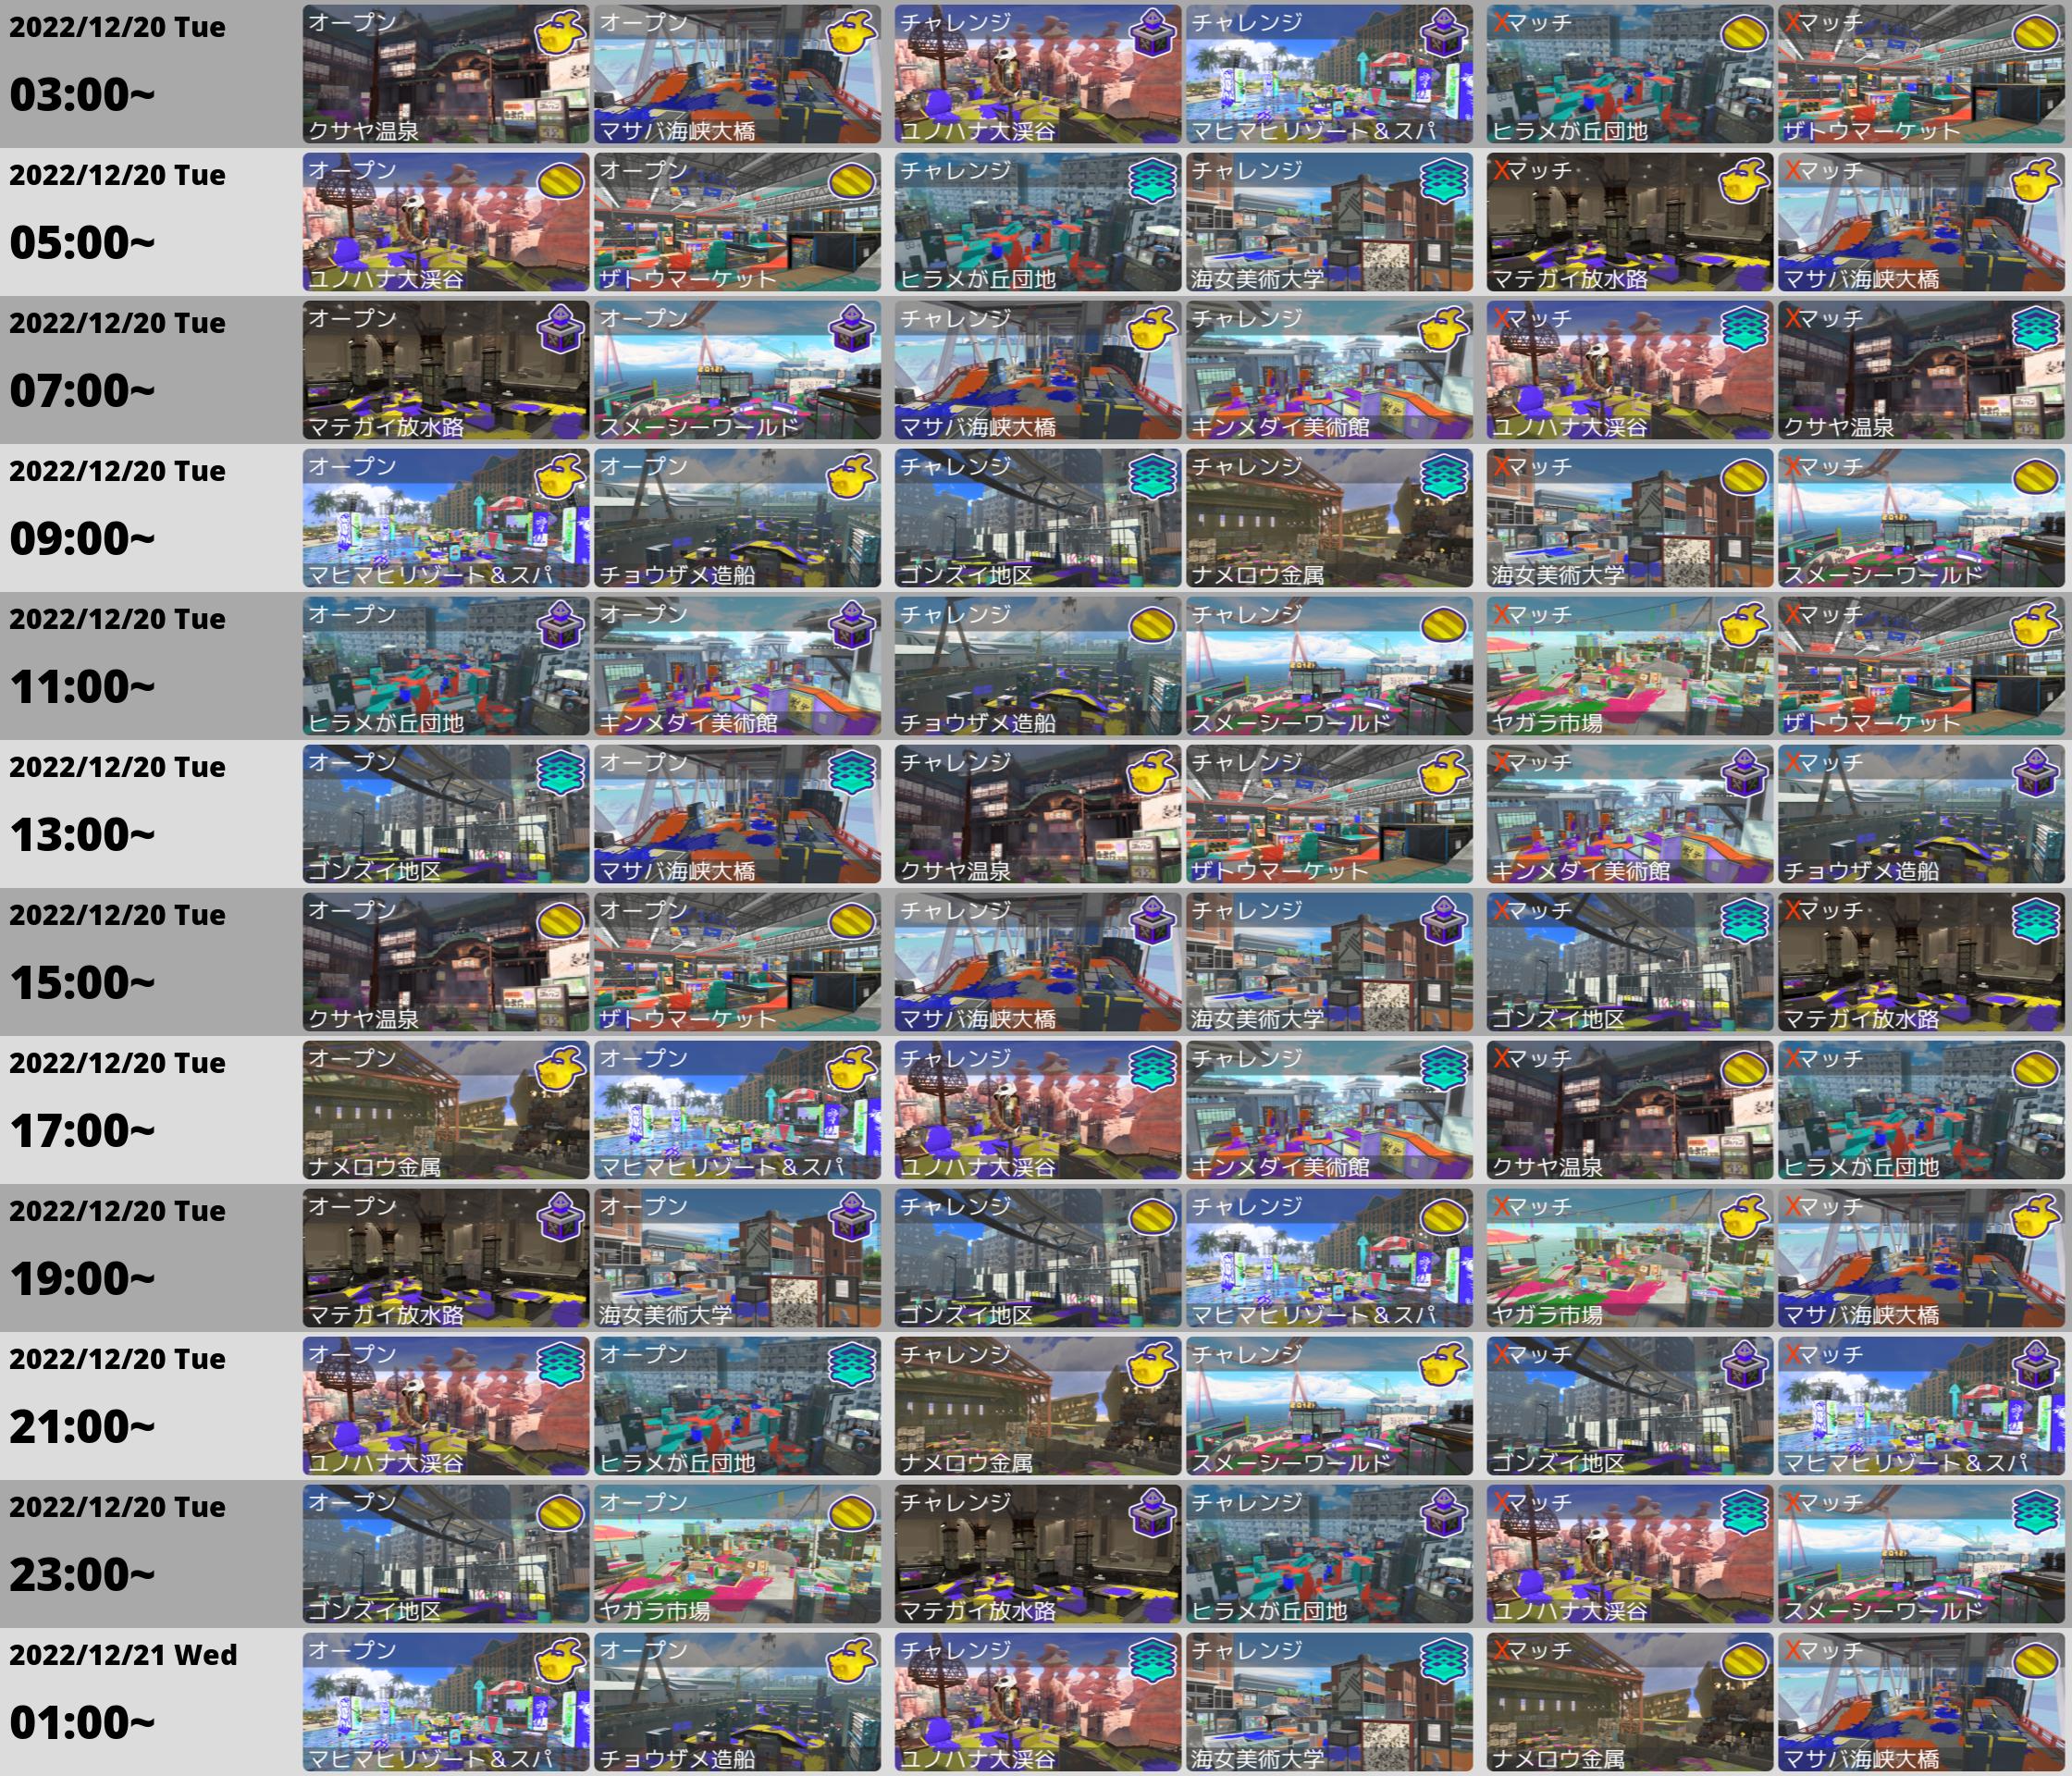 2022/12/20 Tue
03:00~
オープン オープン チャレンジ チャレンジ Xマッチ Xマッチ
クサヤ温泉 マサバ海峡大橋 ユノハナ大渓谷 マヒマヒリゾート＆スパ ヒラメが丘団地 ザトウマーケット
2022/12/20 Tue
05:00~
オープン オープン チャレンジ チャレンジ Xマッチ Xマッチ
ユノハナ大渓谷 ザトウマーケット ヒラメが丘団地 海女美術大学 マテガイ放水路 マサバ海峡大橋
2022/12/20 Tue
07:00~
オープン オープン チャレンジ チャレンジ Xマッチ Xマッチ
マテガイ放水路 スメーシーワールド マサバ海峡大橋 キンメダイ美術館 ユノハナ大渓谷 クサヤ温泉
2022/12/20 Tue
09:00~
オープン オープン チャレンジ チャレンジ Xマッチ Xマッチ
マヒマヒリゾート＆スパ チョウザメ造船 ゴンズイ地区 ナメロウ金属 海女美術大学 スメーシーワールド
2022/12/20 Tue
11:00~
オープン オープン チャレンジ チャレンジ Xマッチ Xマッチ
ヒラメが丘団地 キンメダイ美術館 チョウザメ造船 スメーシーワールド ヤガラ市場 ザトウマーケット
2022/12/20 Tue
13:00~
オープン オープン チャレンジ チャレンジ Xマッチ Xマッチ
ゴンズイ地区 マサバ海峡大橋 クサヤ温泉 ザトウマーケット キンメダイ美術館 チョウザメ造船
2022/12/20 Tue
15:00~
オープン オープン チャレンジ チャレンジ Xマッチ Xマッチ
クサヤ温泉 ザトウマーケット マサバ海峡大橋 海女美術大学 ゴンズイ地区 マテガイ放水路
2022/12/20 Tue
17:00~
オープン オープン チャレンジ チャレンジ Xマッチ Xマッチ
ナメロウ金属 マヒマヒリゾート＆スパ ユノハナ大渓谷 キンメダイ美術館 クサヤ温泉 ヒラメが丘団地
2022/12/20 Tue
19:00~
オープン オープン チャレンジ チャレンジ Xマッチ Xマッチ
マテガイ放水路 海女美術大学 ゴンズイ地区 マヒマヒリゾート＆スパ ヤガラ市場 マサバ海峡大橋
2022/12/20 Tue
21:00~
オープン オープン チャレンジ チャレンジ Xマッチ Xマッチ
ユノハナ大渓谷 ヒラメが丘団地 ナメロウ金属 スメーシーワールド ゴンズイ地区 マヒマヒリゾート＆スパ
2022/12/20 Tue
23:00~
オープン オープン チャレンジ チャレンジ Xマッチ Xマッチ
ゴンズイ地区 ヤガラ市場 マテガイ放水路 ヒラメが丘団地 ユノハナ大渓谷 スメーシーワールド
2022/12/21 Wed
01:00~
オープン オープン チャレンジ チャレンジ Xマッチ Xマッチ
マヒマヒリゾート＆スパ チョウザメ造船 ユノハナ大渓谷 海女美術大学 ナメロウ金属 マサバ海峡大橋